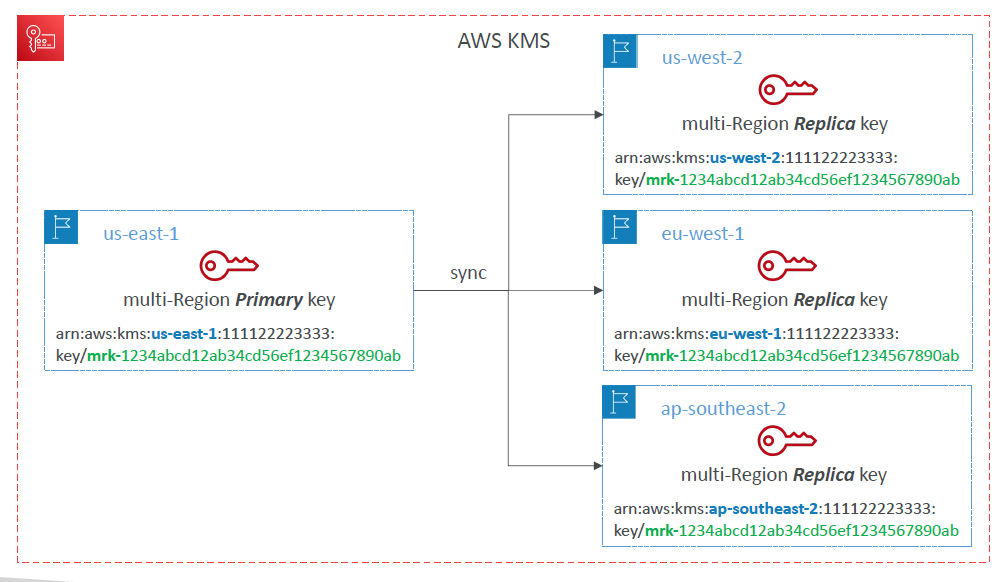 AWS KMS
us-west-2
multi-Region Replica key
arn:aws:kms:us-west-2:111122223333:
key/mrk-1234abcd12ab34cd56ef1234567890ab
us-east-1
multi-Region Primary key
arn:aws:kms:us-east-1:111122223333:
key/mrk-1234abcd12ab34cd56ef1234567890ab
sync
eu-west-1
multi-Region Replica key
arn:aws:kms:eu-west-1:111122223333:
key/mrk-1234abcd12ab34cd56ef1234567890ab
ap-southeast-2
multi-Region Replica key
arn:aws:kms:ap-southeast-2:111122223333:
key/mrk-1234abcd12ab34cd56ef1234567890ab